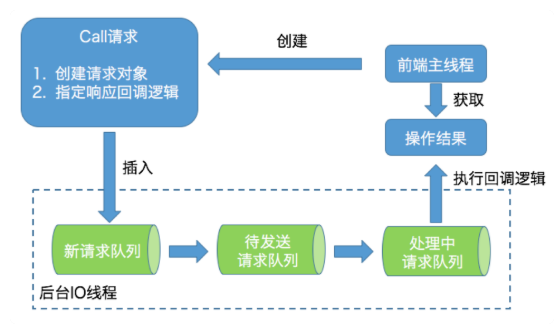 Call请求
1. 创建请求对象
2. 指定响应回调逻辑
创建
前端主线程
获取
操作结果
插入
执行回调逻辑
新请求队列
待发送
请求队列
处理中
请求队列
后台IO线程